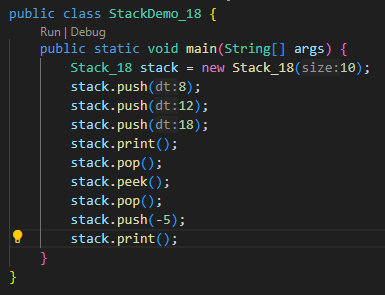 public class StackDemo_18 {
Run | Debug
public static void main(String[] args) {
Stack_18 stack = new Stack_18(size:10);
stack.push(dt:8);
stack.push(dt:12);
stack.push(dt:18);
stack.print();
stack.pop();
stack.peek();
stack.pop();
stack.push(-5);
stack.print();
}
}